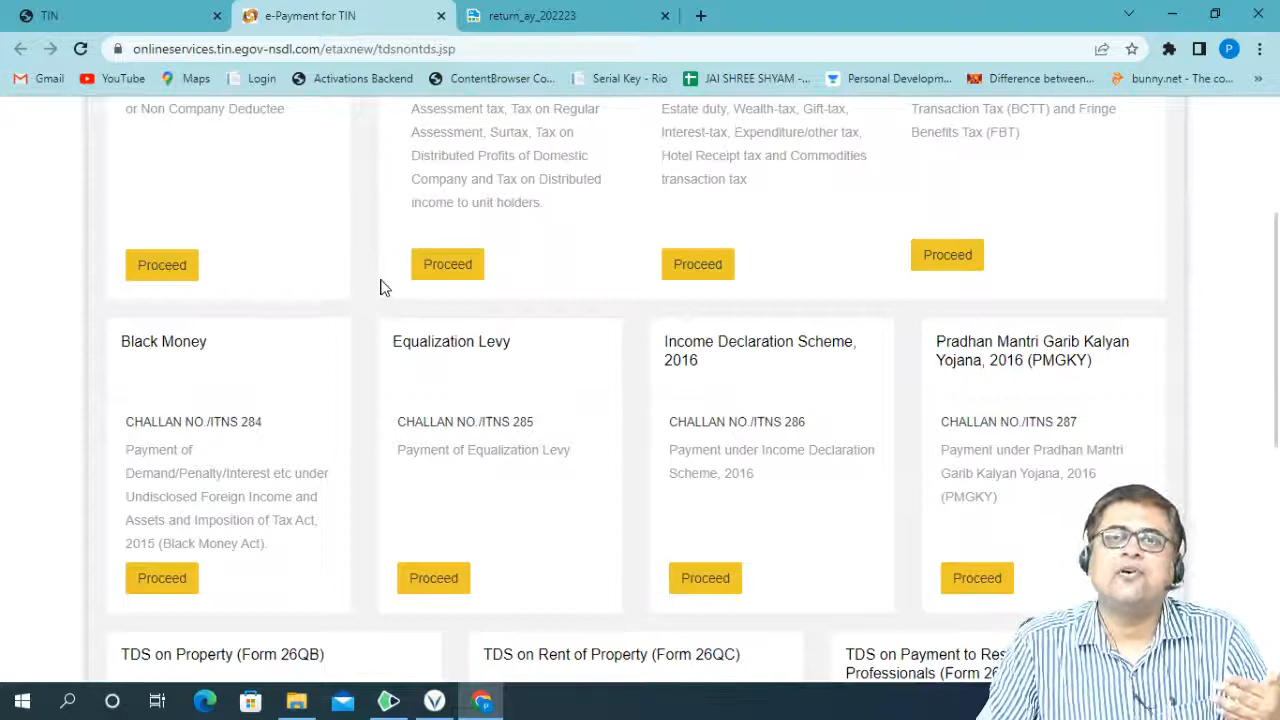 TIN
e-Payment for TIN
return_ay_202223
onlineservices.tin.egov-nsdl.com/etaxnew/tdsnontds.jsp
P
Gmail
YouTube
Maps
Login
Activations Backend
ContentBrowser Co...
Serial Key - Rio
JAI SHREE SHYAM -...
Personal Developm...
Difference between...
bunny.net - The co...
»
or Non Company Deductee
Assessment tax, Tax on Regular
Assessment, Surtax, Tax on
Distributed Profits of Domestic
Company and Tax on Distributed
income to unit holders.
Estate duty, Wealth-tax, Gift-tax,
Interest-tax, Expenditure/other tax,
Hotel Receipt tax and Commodities
transaction tax
Transaction Tax (BCTT) and Fringe
Benefits Tax (FBT)
Proceed
Proceed
Proceed
Proceed
Black Money
CHALLAN NO./ITNS 284
Payment of
Demand/Penalty/Interest etc under
Undisclosed Foreign Income and
Assets and Imposition of Tax Act,
2015 (Black Money Act).
Proceed
Equalization Levy
CHALLAN NO./ITNS 285
Payment of Equalization Levy
Proceed
Income Declaration Scheme,
2016
CHALLAN NO./ITNS 286
Payment under Income Declaration
Scheme, 2016
Proceed
Pradhan Mantri Garib Kalyan
Yojana, 2016 (PMGKY)
CHALLAN NO./ITNS 287
Payment under Pradhan Mantri
Garib Kalyan Yojana, 2016
(PMGKY)
Proceed
TDS on Property (Form 26QB)
TDS on Rent of Property (Form 26QC)
TDS on Payment to Res
Professionals (Form 26